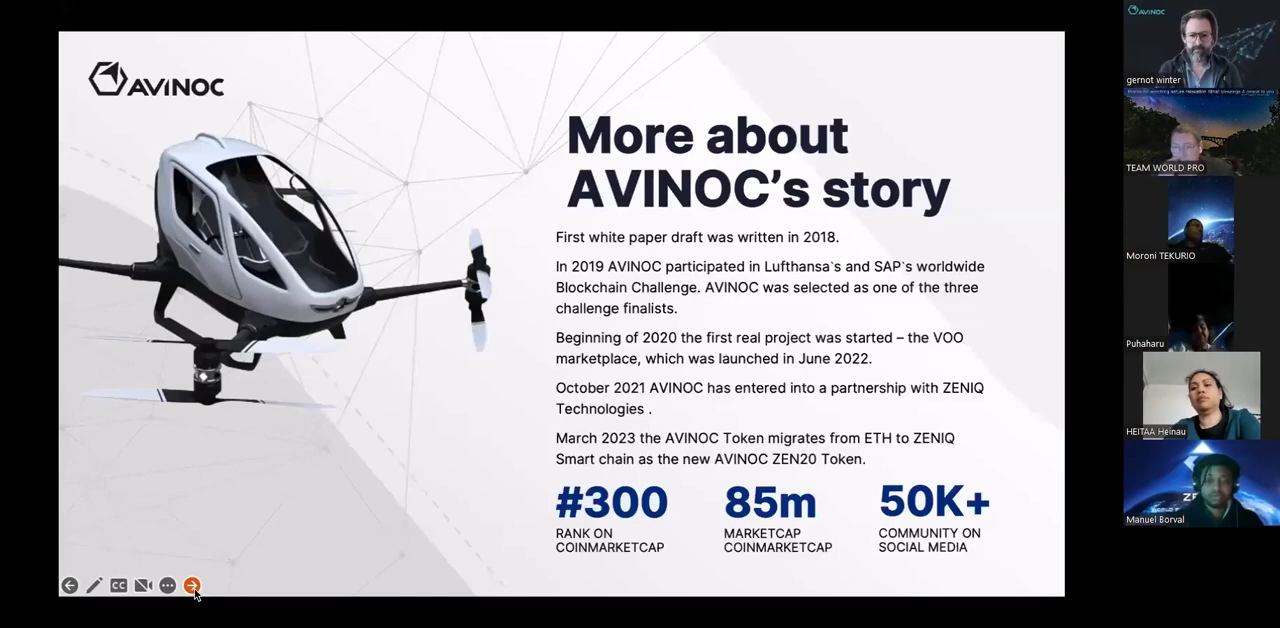 AVINOC
More about
AVINOC's story
First white paper draft was written in 2018.
In 2019 AVINOC participated in Lufthansa`s and SAP`s worldwide
Blockchain Challenge. AVINOC was selected as one of the three
challenge finalists.
Beginning of 2020 the first real project was started – the VOO
marketplace, which was launched in June 2022.
October 2021 AVINOC has entered into a partnership with ZENIQ
Technologies .
March 2023 the AVINOC Token migrates from ETH to ZENIQ
Smart chain as the new AVINOC ZEN20 Token.
#300
RANK ON
COINMARKETCAP
85m
MARKETCAP
COINMARKETCAP
50K+
COMMUNITY ON
SOCIAL MEDIA
CC
AVINOC
gernot winter
TEAM WORLD PRO
Moroni TEKURIO
Puhaharu
HEITAA Heinau
ZE
Manuel Borval